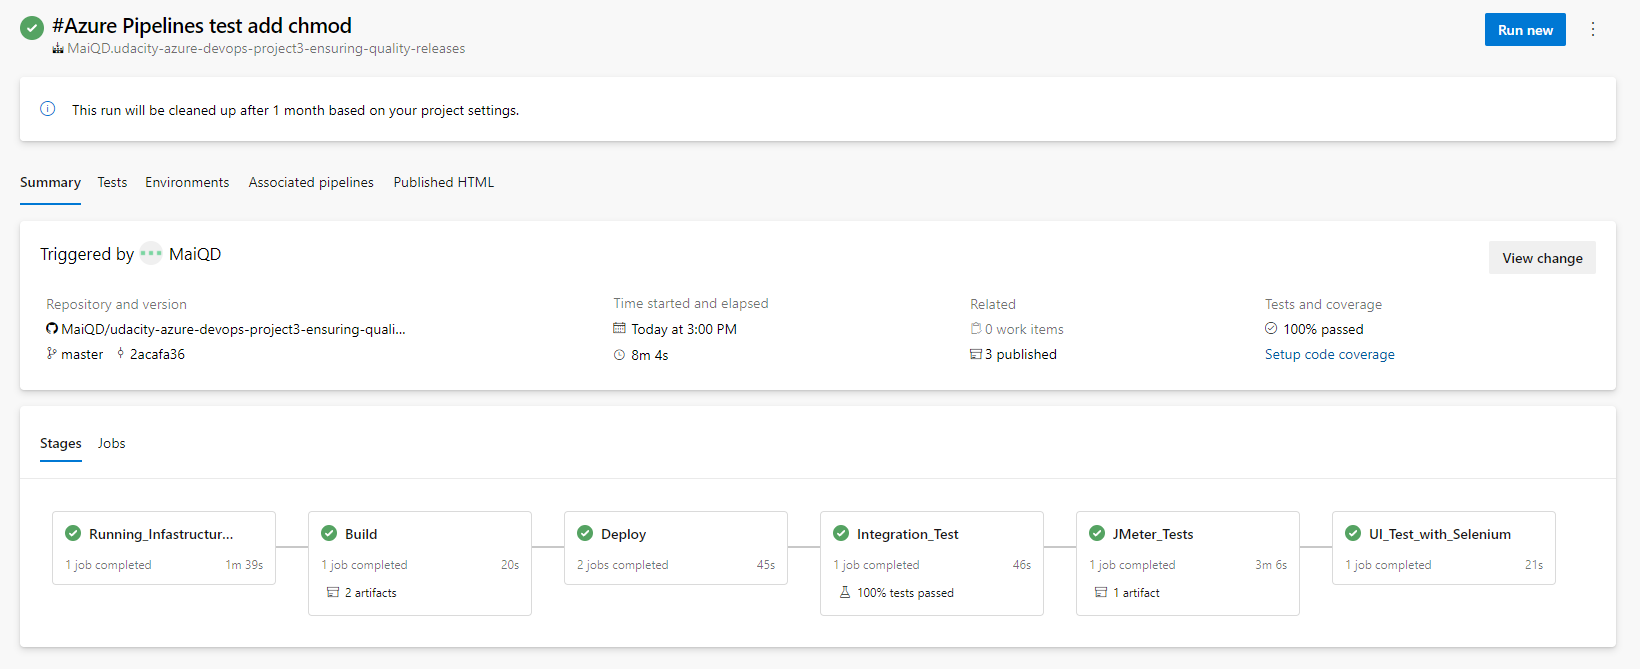 #Azure Pipelines test add chmod
MaiQD.udacity-azure-devops-project3-ensuring-quality-releases
Run new
This run will be cleaned up after 1 month based on your project settings.
Summary Tests Environments Associated pipelines Published HTML
Triggered by MaiQD
View change
Repository and version
MaiQD/udacity-azure-devops-project3-ensuring-quali...
master 2acafa36
Time started and elapsed
Today at 3:00 PM
8m 4s
Related
0 work items
3 published
Tests and coverage
100% passed
Setup code coverage
Stages Jobs
Running_Infastructur...
1 job completed 1m 39s
Build
1 job completed 20s
2 artifacts
Deploy
2 jobs completed 45s
Integration_Test
1 job completed 46s
100% tests passed
JMeter_Tests
1 job completed 3m 6s
1 artifact
UI_Test_with_Selenium
1 job completed 21s